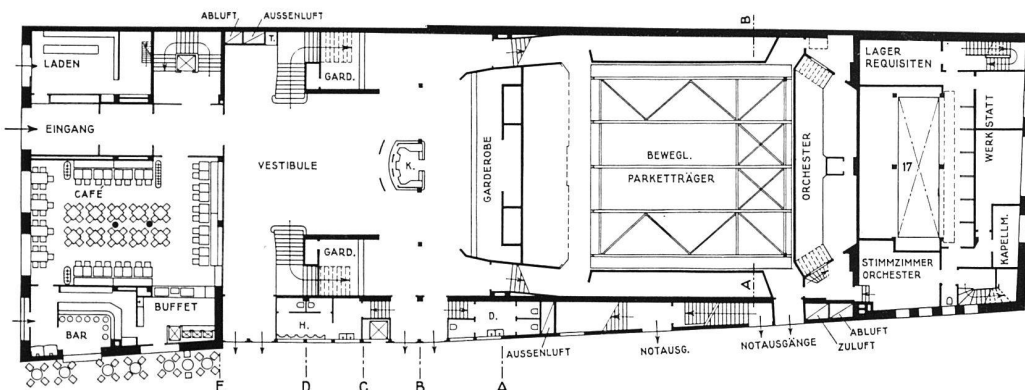 ABLUFT
AUSSENLUFT
B
T.
LADEN
GARD.
LAGER
REQUISITEN
EINGANG
VESTIBULE
K.
GARDEROBE
BEWEGL.
PARKETTRÄGER
ORCHESTER
17
WERKSTATT
CAFÉ
GARD.
STIMMZIMMER
ORCHESTER
KAPELLM.
A
BUFFET
BAR
H.
D.
AUSSENLUFT
NOTAUSG.
NOTAUSGÄNGE
ABLUFT
ZULUFT
E
D
C
B
A